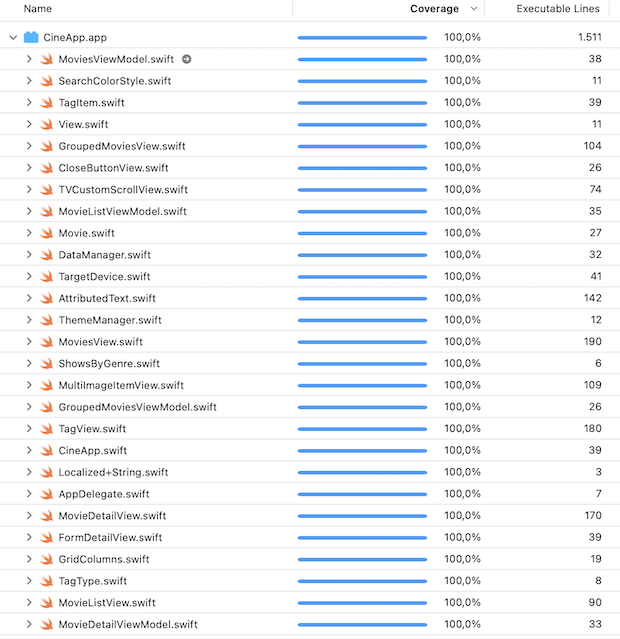 Name Coverage Executable Lines
CineApp.app 100,0% 1.511
MoviesViewModel.swift 100,0% 38
SearchColorStyle.swift 100,0% 11
TagItem.swift 100,0% 39
View.swift 100,0% 11
GroupedMoviesView.swift 100,0% 104
CloseButtonView.swift 100,0% 26
TVCustomScrollView.swift 100,0% 74
MovieListViewModel.swift 100,0% 35
Movie.swift 100,0% 27
DataManager.swift 100,0% 32
TargetDevice.swift 100,0% 41
AttributedText.swift 100,0% 142
ThemeManager.swift 100,0% 12
MoviesView.swift 100,0% 190
ShowsByGenre.swift 100,0% 6
MultiImageItemView.swift 100,0% 109
GroupedMoviesViewModel.swift 100,0% 26
TagView.swift 100,0% 180
CineApp.swift 100,0% 39
Localized+String.swift 100,0% 3
AppDelegate.swift 100,0% 7
MovieDetailView.swift 100,0% 170
FormDetailView.swift 100,0% 39
GridColumns.swift 100,0% 19
TagType.swift 100,0% 8
MovieListView.swift 100,0% 90
MovieDetailViewModel.swift 100,0% 33